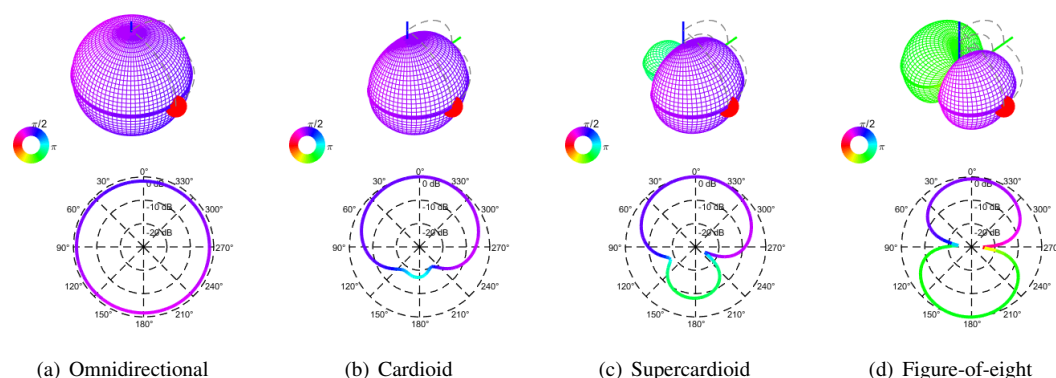 π/2
π
π/2
π
π/2
π
π/2
π
0°
30° 330°
0 dB
60° 300°
-10 dB
-20 dB
90° 270°
120° 240°
150° 210°
180°
0°
30° 330°
0 dB
60° 300°
-10 dB
-20 dB
90° 270°
120° 240°
150° 210°
180°
0°
30° 330°
0 dB
60° 300°
-10 dB
-20 dB
90° 270°
120° 240°
150° 210°
180°
0°
30° 330°
0 dB
60° 300°
-10 dB
-20 dB
90° 270°
120° 240°
150° 210°
180°
(a) Omnidirectional
(b) Cardioid
(c) Supercardioid
(d) Figure-of-eight